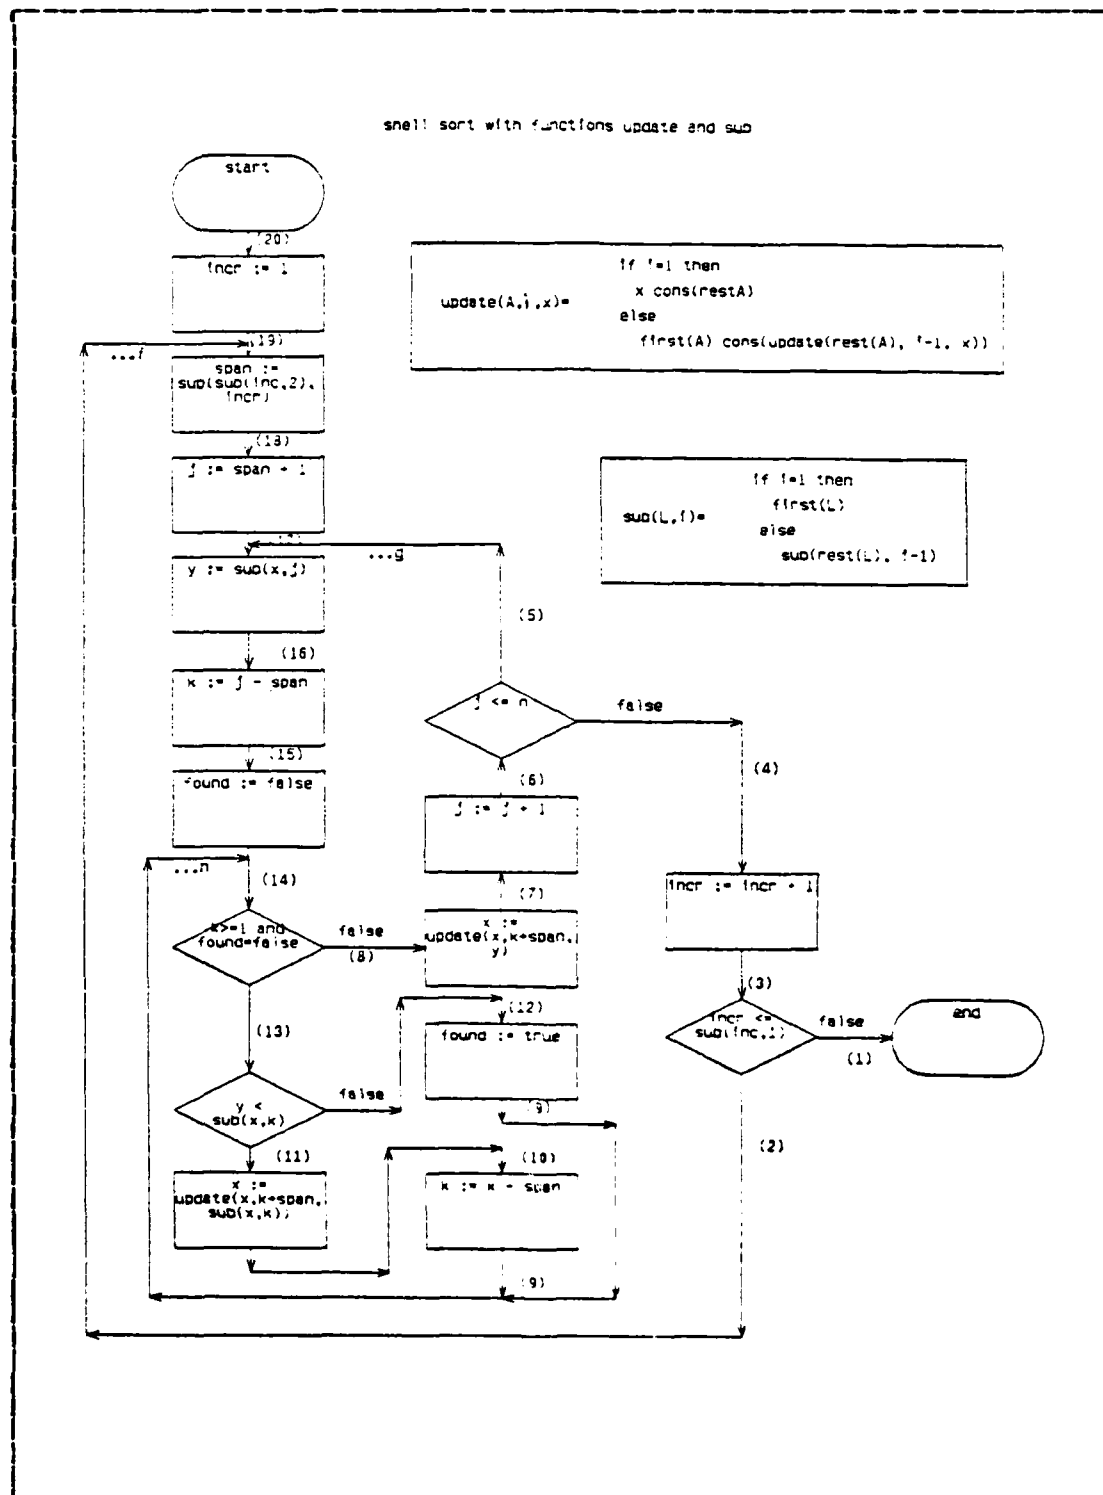 shell sort with functions update and sub
start
(20)
incr := 1
...f
(19)
span :=
sub(sub(inc,2),
incr)
(18)
j := span + 1
...g
y := sub(x,j)
(16)
k := j - span
(15)
found := false
...h
(14)
k>=1 and
found=false
false
(8)
(13)
y <
sub(x,k)
false
(11)
x :=
update(x,k+span,
sub(x,k))
(5)
j <= n
false
(6)
j := j + 1
(7)
x :=
update(x,k+span,
y)
(12)
found := true
(9)
(10)
k := k - span
(9)
(4)
incr := incr + 1
(3)
incr <=
sub(inc,1)
false
(1)
end
(2)
if i=1 then
x cons(restA)
update(A,i,x)=
else
first(A) cons(update(rest(A), i-1, x))
if i=1 then
first(L)
sub(L,i)=
else
sub(rest(L), i-1)